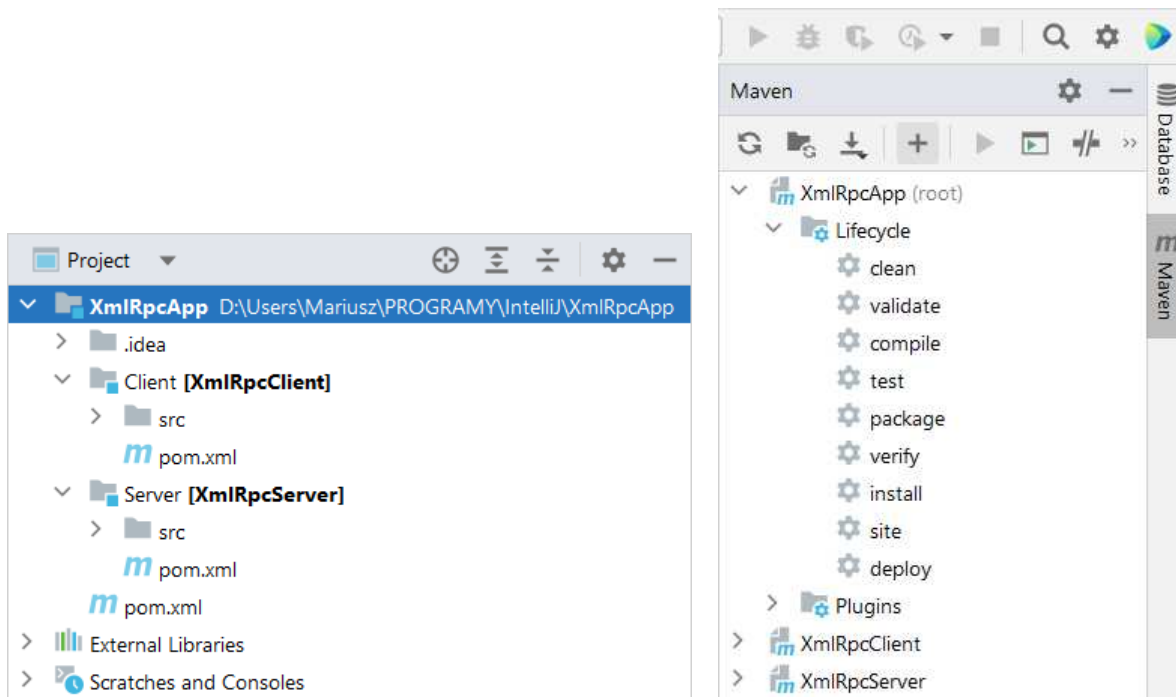 Project
XmlRpcApp D:\Users\Mariusz\PROGRAMY\IntelliJ\XmlRpcApp
.idea
Client [XmlRpcClient]
src
m pom.xml
Server [XmlRpcServer]
src
m pom.xml
m pom.xml
External Libraries
Scratches and Consoles
Maven
m XmlRpcApp (root)
Lifecycle
clean
validate
compile
test
package
verify
install
site
deploy
Plugins
m XmlRpcClient
m XmlRpcServer
Database
m Maven